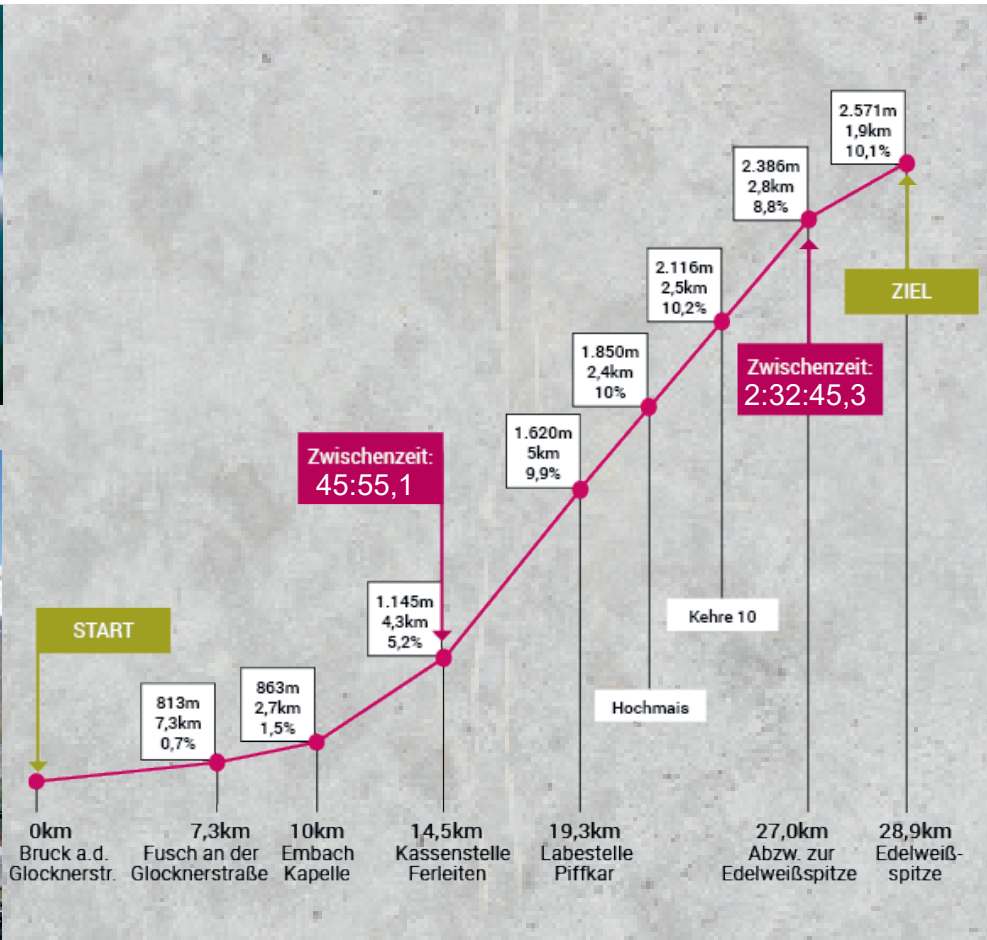 2.571m
1,9km
10,1%
2.386m
2,8km
8,8%
2.116m
2,5km
10,2%
ZIEL
1.850m
2,4km
10%
Zwischenzeit:
2:32:45,3
1.620m
5km
9,9%
Zwischenzeit:
45:55,1
1.145m
4,3km
5,2%
START
Kehre 10
863m
2,7km
1,5%
813m
7,3km
0,7%
Hochmais
0km
Bruck a.d.
Glocknerstr.
7,3km
Fusch an der
Glocknerstraße
10km
Embach
Kapelle
14,5km
Kassenstelle
Ferleiten
19,3km
Labestelle
Piffkar
27,0km
Abzw. zur
Edelweißspitze
28,9km
Edelweiß-
spitze